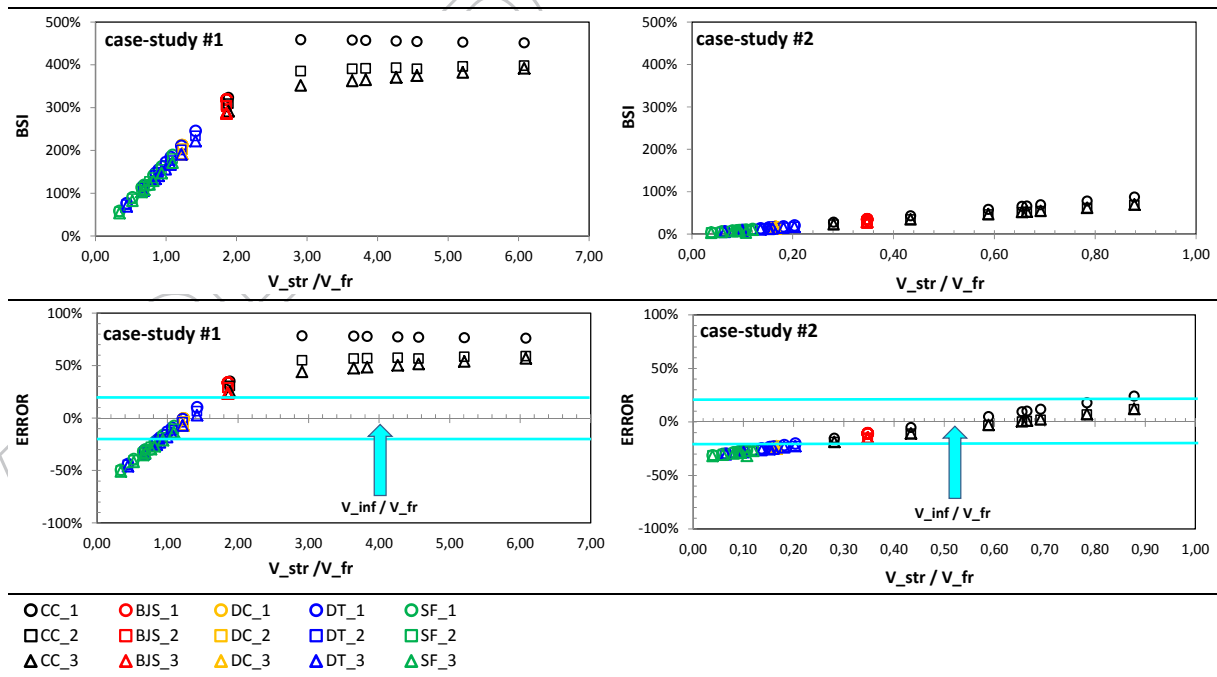 500%
400%
300%
200%
100%
0%
BSI
case-study #1
0,00 1,00 2,00 3,00 4,00 5,00 6,00 7,00
V_str /V_fr
500%
400%
300%
200%
100%
0%
BSI
case-study #2
0,00 0,20 0,40 0,60 0,80 1,00
V_str / V_fr
100%
50%
0%
-50%
-100%
ERROR
case-study #1
V_inf / V_fr
0,00 1,00 2,00 3,00 4,00 5,00 6,00 7,00
V_str /V_fr
100%
50%
0%
-50%
-100%
ERROR
case-study #2
V_inf / V_fr
0,00 0,10 0,20 0,30 0,40 0,50 0,60 0,70 0,80 0,90 1,00
V_str / V_fr
CC_1 BJS_1 DC_1 DT_1 SF_1
CC_2 BJS_2 DC_2 DT_2 SF_2
CC_3 BJS_3 DC_3 DT_3 SF_3